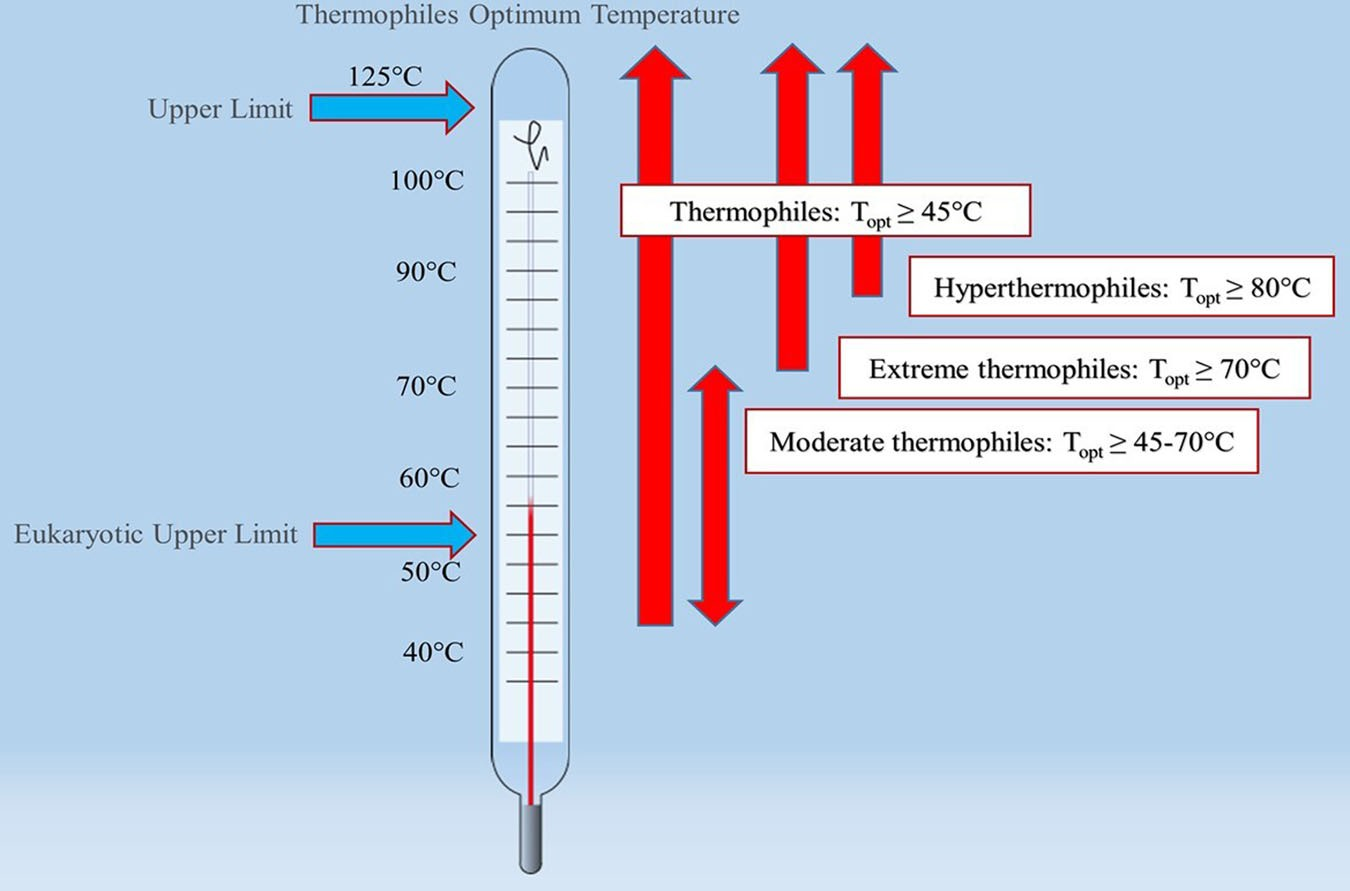 Thermophiles Optimum Temperature
125°C
Upper Limit
100°C
90°C
70°C
60°C
Eukaryotic Upper Limit
50°C
40°C
Thermophiles: Topt ≥ 45°C
Hyperthermophiles: Topt ≥ 80°C
Extreme thermophiles: Topt ≥ 70°C
Moderate thermophiles: Topt ≥ 45-70°C